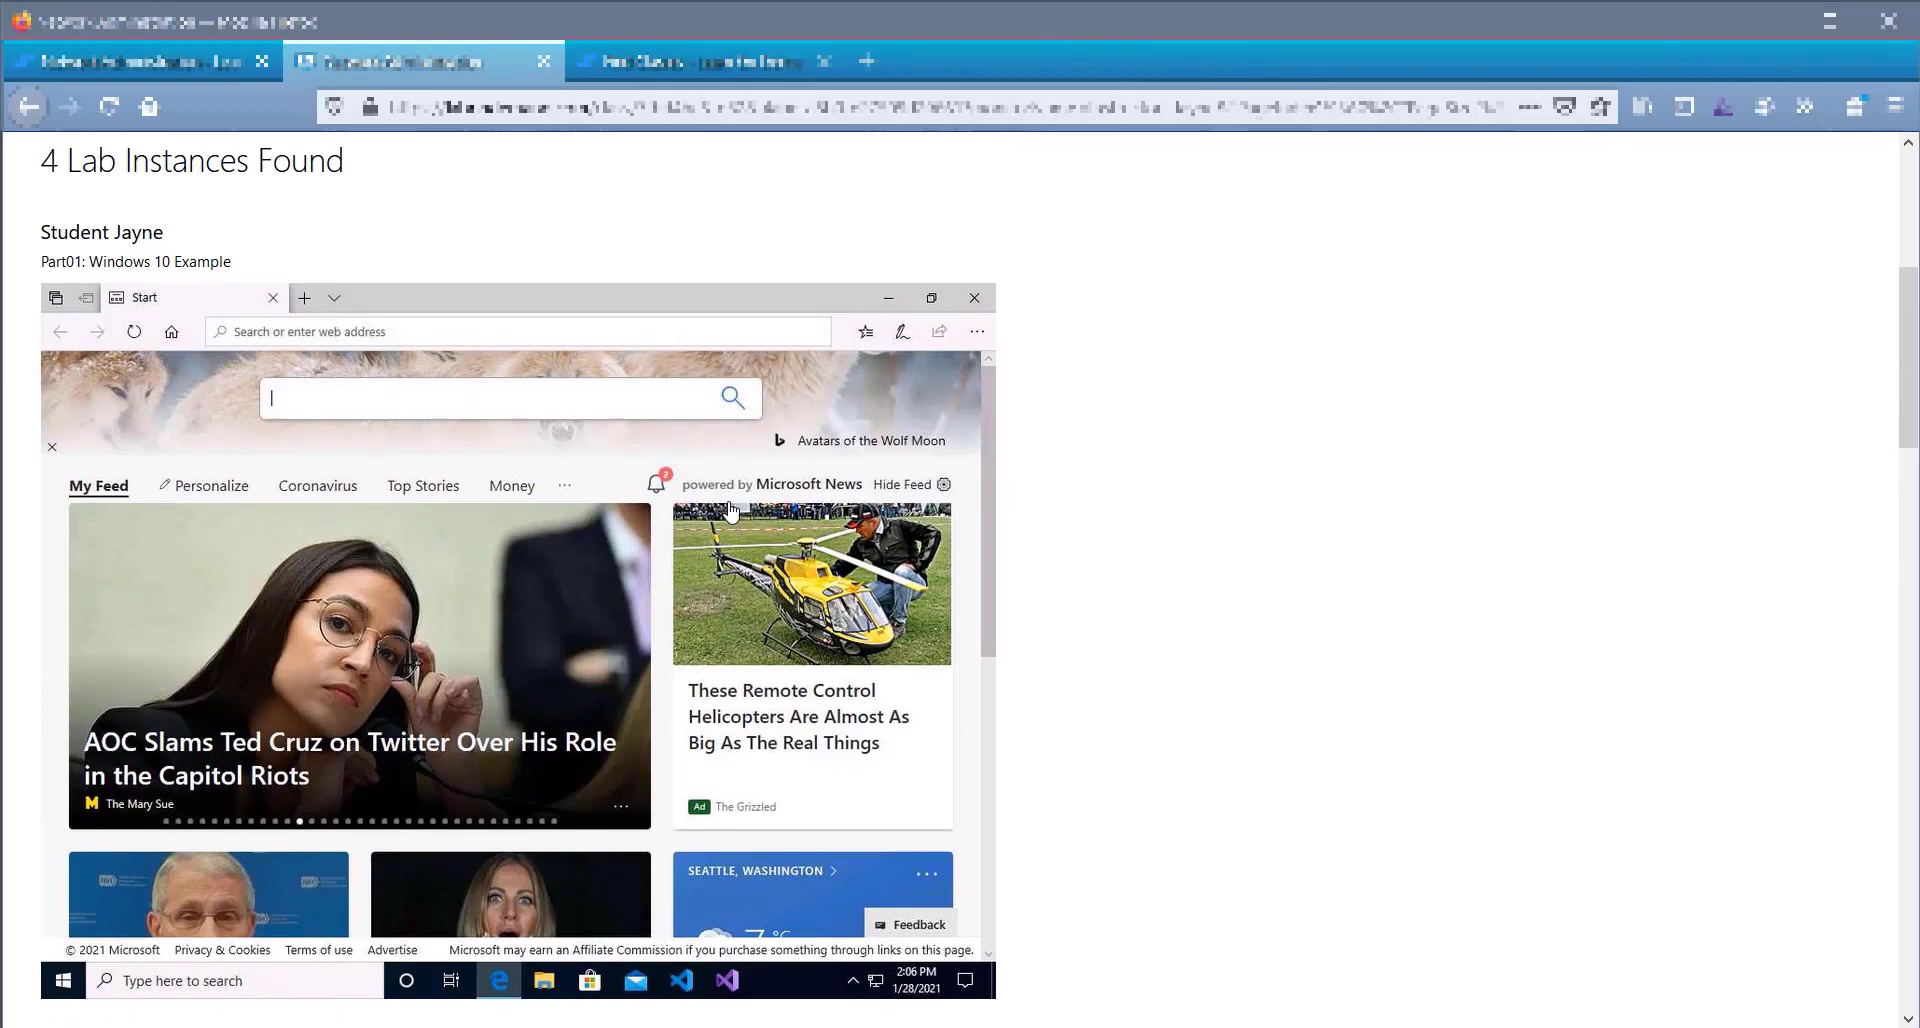 4 Lab Instances Found
Student Jayne
Part01: Windows 10 Example
Start
Search or enter web address
Avatars of the Wolf Moon
My Feed Personalize Coronavirus Top Stories Money ... 2 powered by Microsoft News Hide Feed
AOC Slams Ted Cruz on Twitter Over His Role
in the Capitol Riots
The Mary Sue
These Remote Control
Helicopters Are Almost As
Big As The Real Things
Ad The Grizzled
SEATTLE, WASHINGTON
Feedback
© 2021 Microsoft Privacy & Cookies Terms of use Advertise Microsoft may earn an Affiliate Commission if you purchase something through links on this page.
Type here to search
2:06 PM
1/28/2021